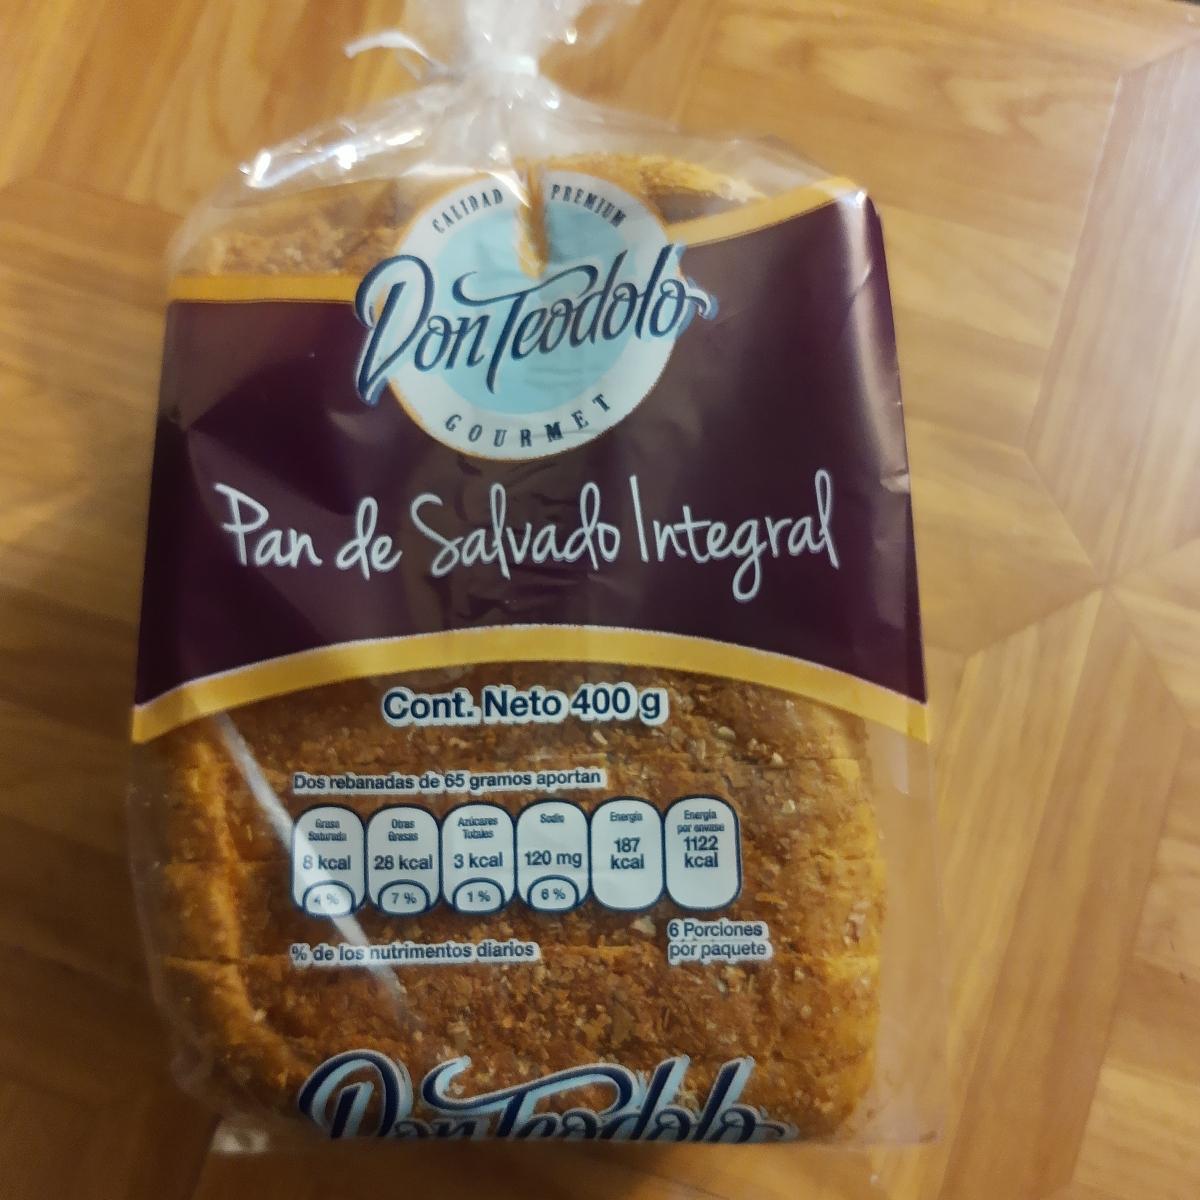 CALIDAD PREMIUM
Don Teodolo
GOURMET
Pan de Salvado Integral
Cont. Neto 400 g
Dos rebanadas de 65 gramos aportan
Grasa Saturada
8 kcal
4 %
Otras Grasas
28 kcal
7 %
Azúcares Totales
3 kcal
1 %
Sodio
120 mg
6 %
Energía
187 kcal
Energía por envase
1122 kcal
% de los nutrimentos diarios
6 Porciones
por paquete
Don Teodolo